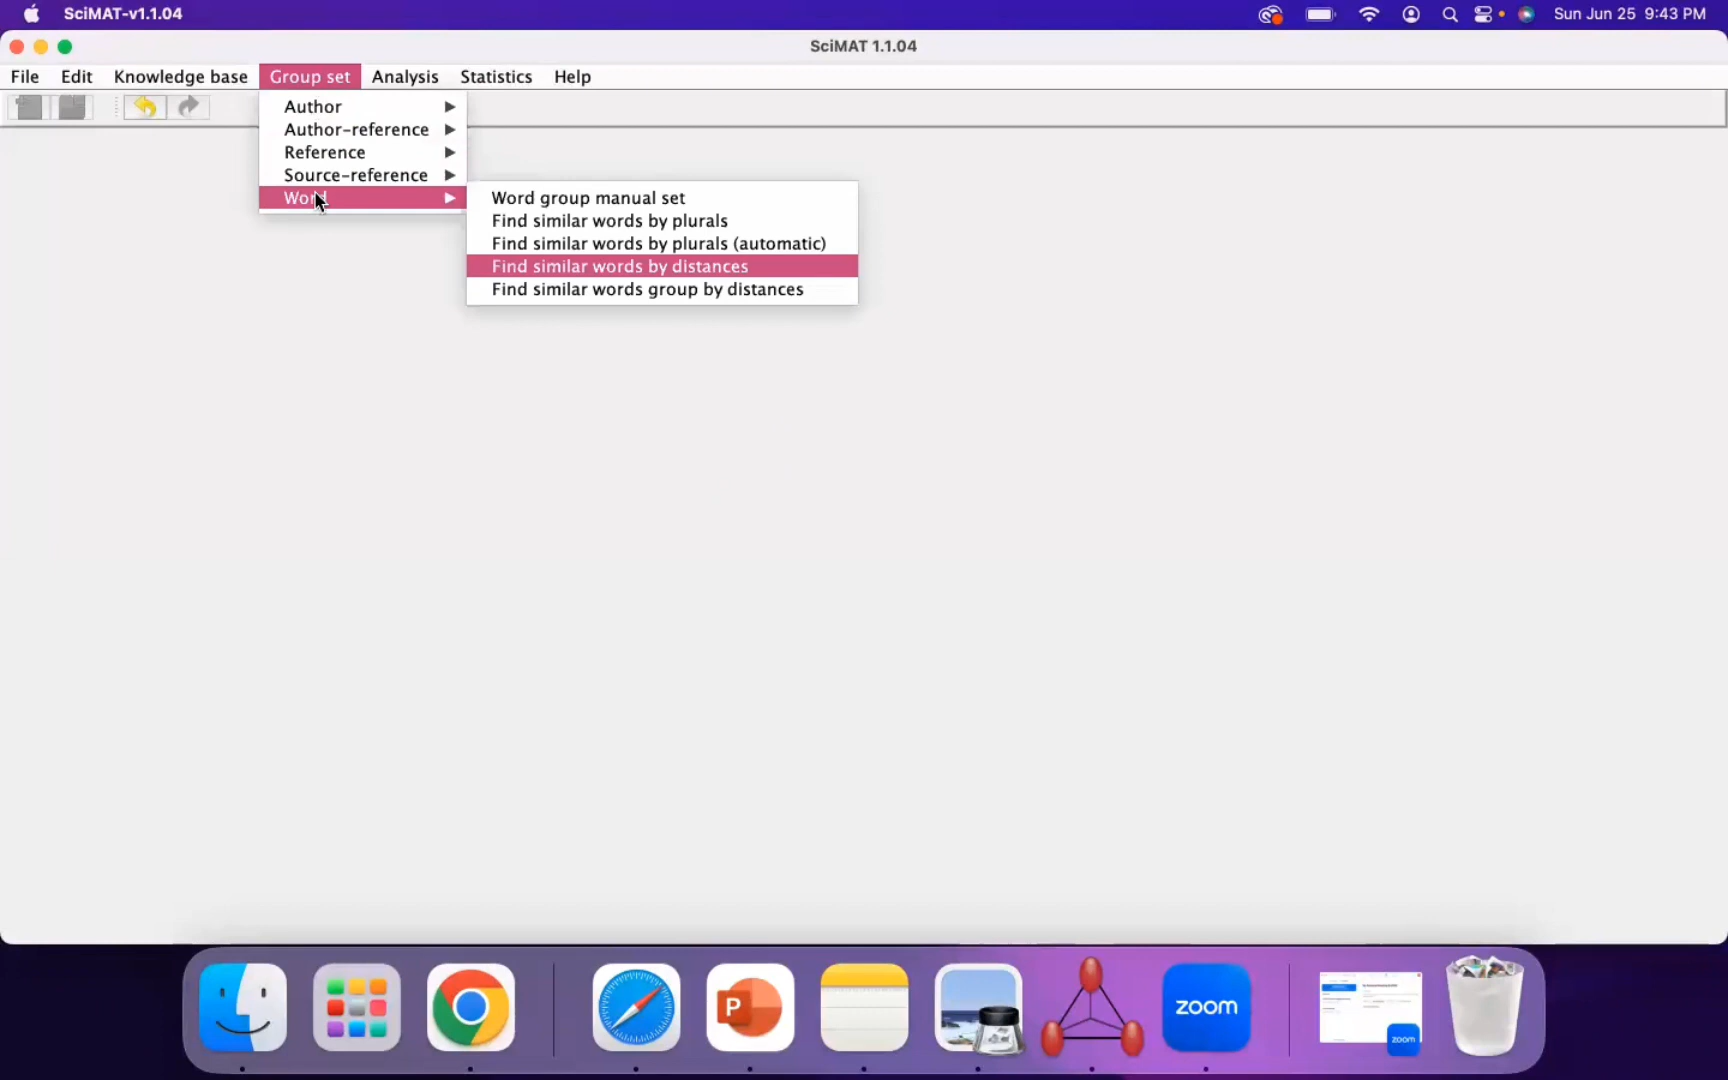 SciMAT-v1.1.04
Sun Jun 25 9:43 PM
SciMAT 1.1.04
File Edit Knowledge base Group set Analysis Statistics Help
Author
Author-reference
Reference
Source-reference
Word
Word group manual set
Find similar words by plurals
Find similar words by plurals (automatic)
Find similar words by distances
Find similar words group by distances
P
zoom
zoom